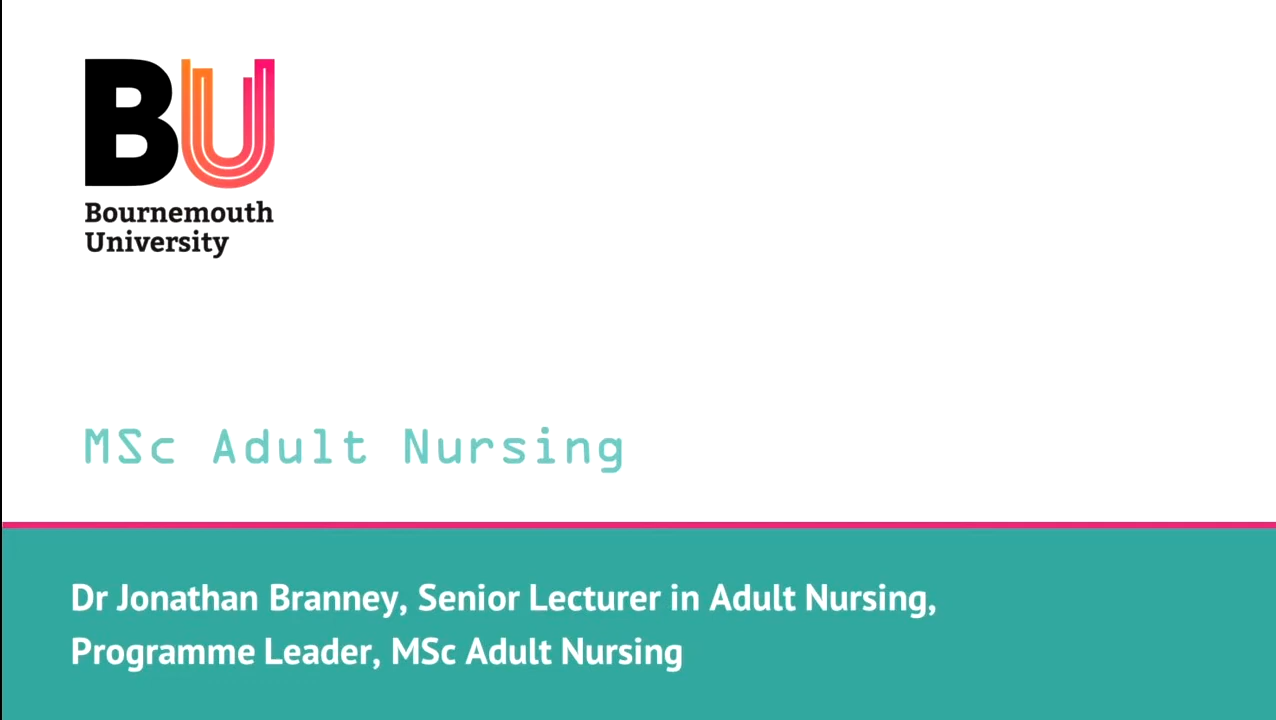 BU
Bournemouth
University
MSc Adult Nursing
Dr Jonathan Branney, Senior Lecturer in Adult Nursing,
Programme Leader, MSc Adult Nursing